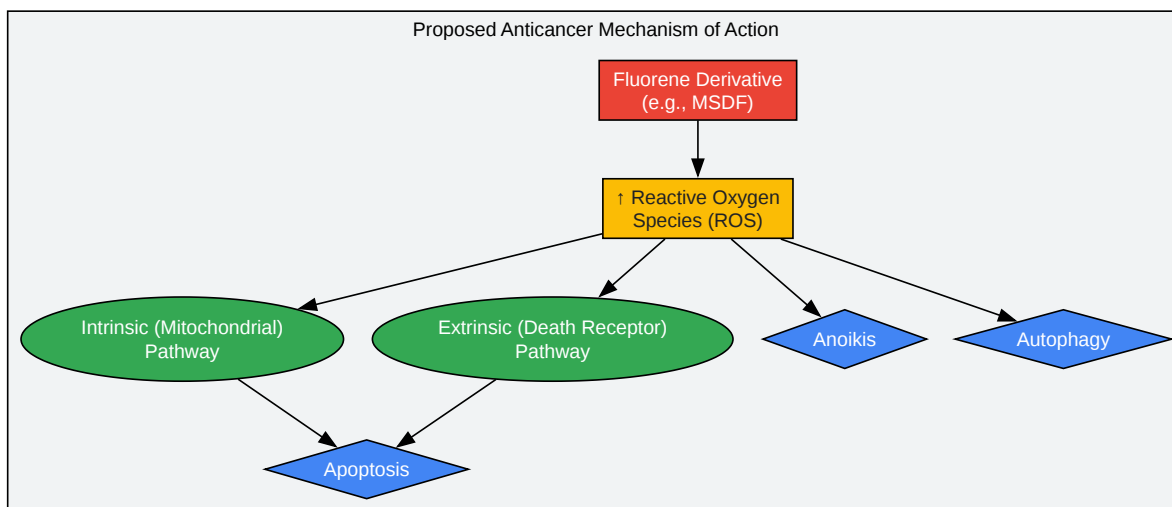 Proposed Anticancer Mechanism of Action
Fluorene Derivative
(e.g., MSDF)
↑ Reactive Oxygen
Species (ROS)
Intrinsic (Mitochondrial)
Pathway
Extrinsic (Death Receptor)
Pathway
Anoikis
Autophagy
Apoptosis